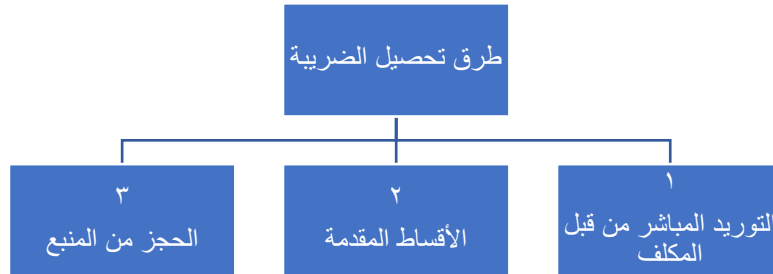 طرق تحصيل الضريبة
١
التوريد المباشر من قبل
المكلف
٢
الأقساط المقدمة
٣
الحجز من المنبع